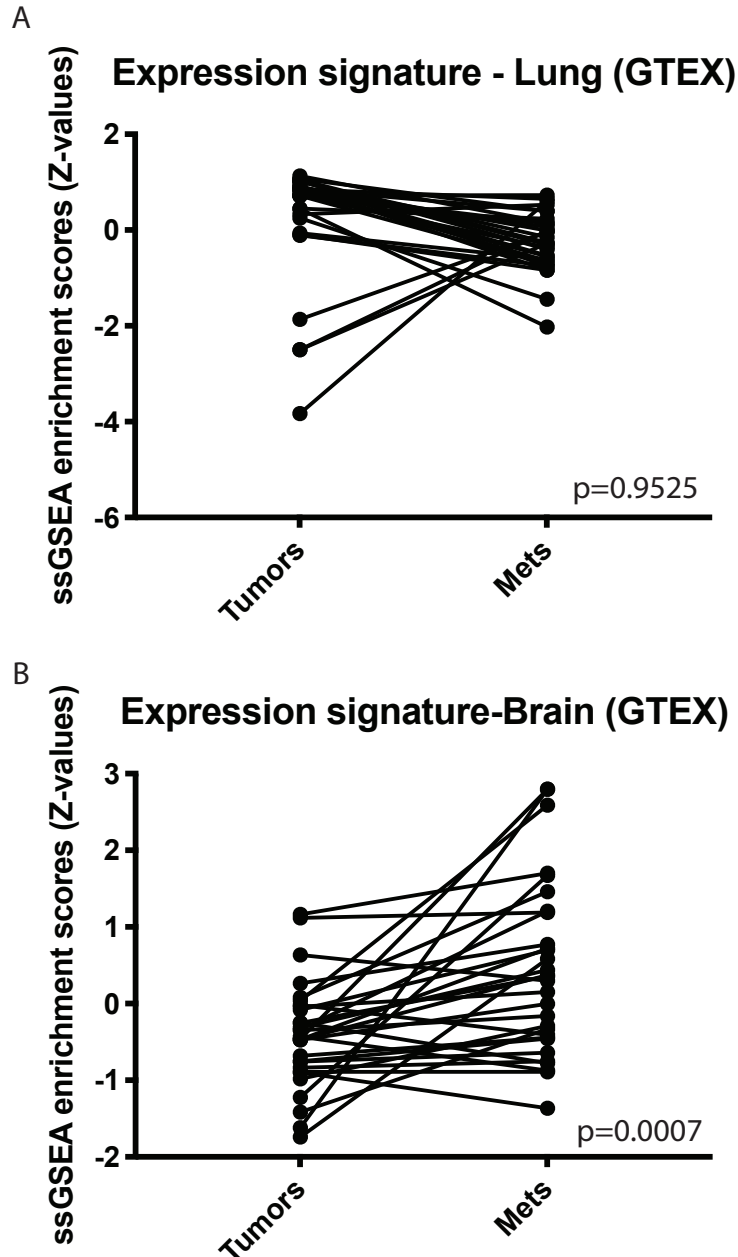 A
Expression signature - Lung (GTEX)
ssGSEA enrichment scores (Z-values)
2
0
-2
-4
-6
p=0.9525
Tumors
Mets
B
Expression signature-Brain (GTEX)
ssGSEA enrichment scores (Z-values)
3
2
1
0
-1
-2
p=0.0007
Tumors
Mets